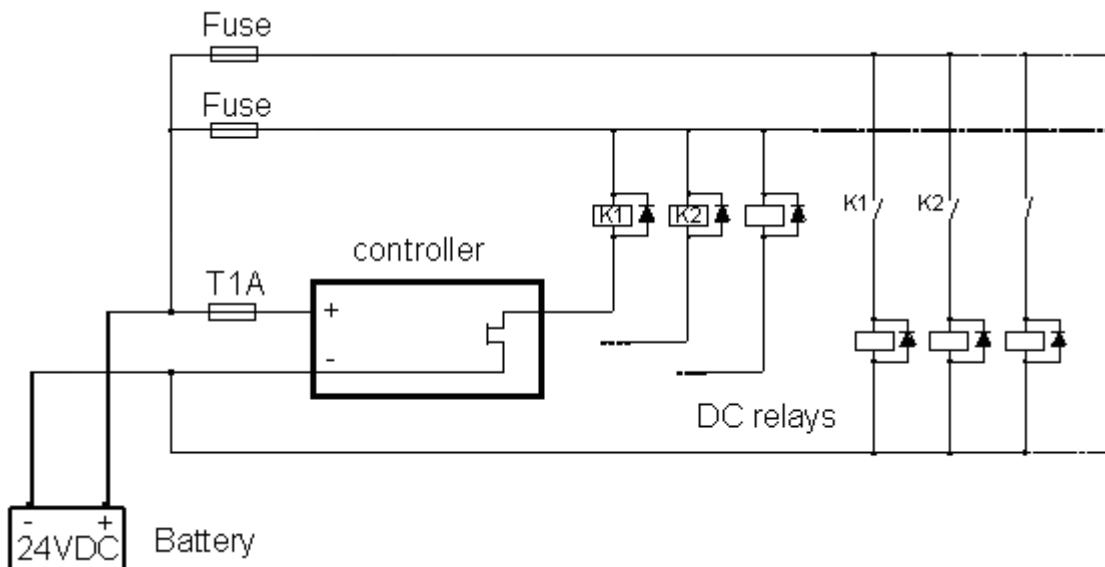 Fuse
Fuse
K1
K2
K1
K2
controller
T1A
+
-
DC relays
- +
24VDC
Battery